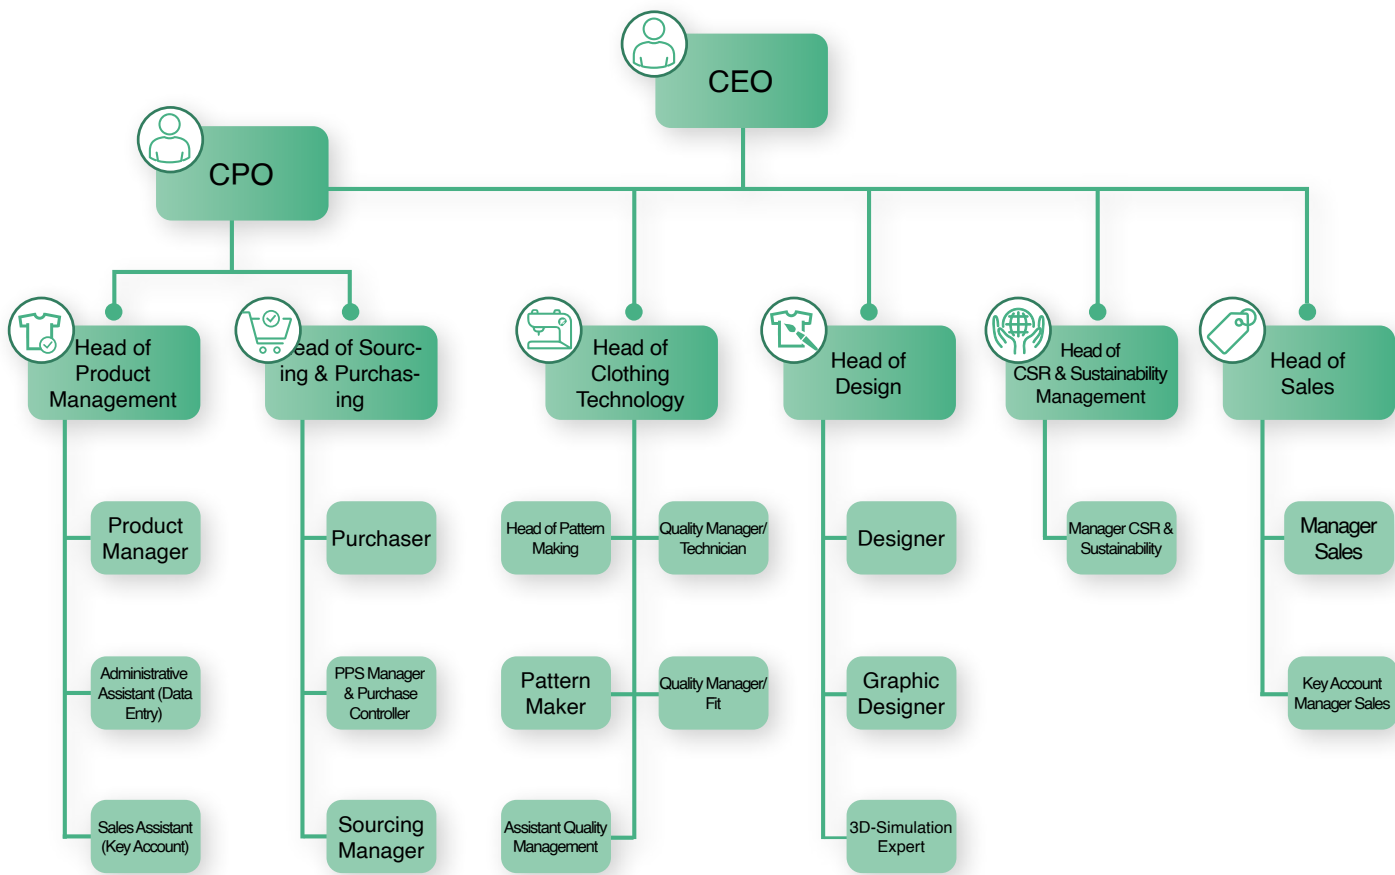 CEO
CPO
Head of
Product
Management
ead of Sourc-
ing & Purchas-
ing
Head of
Clothing
Technology
Head of
Design
Head of
CSR & Sustainability
Management
Head of
Sales
Product
Manager
Purchaser
Head of Pattern
Making
Quality Manager/
Technician
Designer
Manager CSR &
Sustainability
Manager
Sales
Administrative
Assistant (Data
Entry)
PPS Manager
& Purchase
Controller
Pattern
Maker
Quality Manager/
Fit
Graphic
Designer
Key Account
Manager Sales
Sales Assistant
(Key Account)
Sourcing
Manager
Assistant Quality
Management
3D-Simulation
Expert